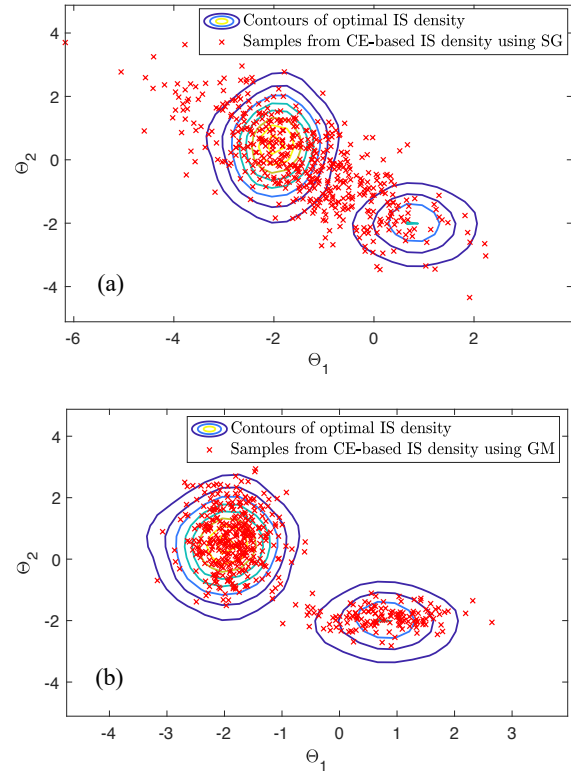 Contours of optimal IS density
Samples from CE-based IS density using SG
4
2
0
-2
-4
Θ2
(a)
-6
-4
-2
0
2
Θ1
Contours of optimal IS density
Samples from CE-based IS density using GM
4
2
0
-2
-4
Θ2
(b)
-4
-3
-2
-1
0
1
2
3
Θ1